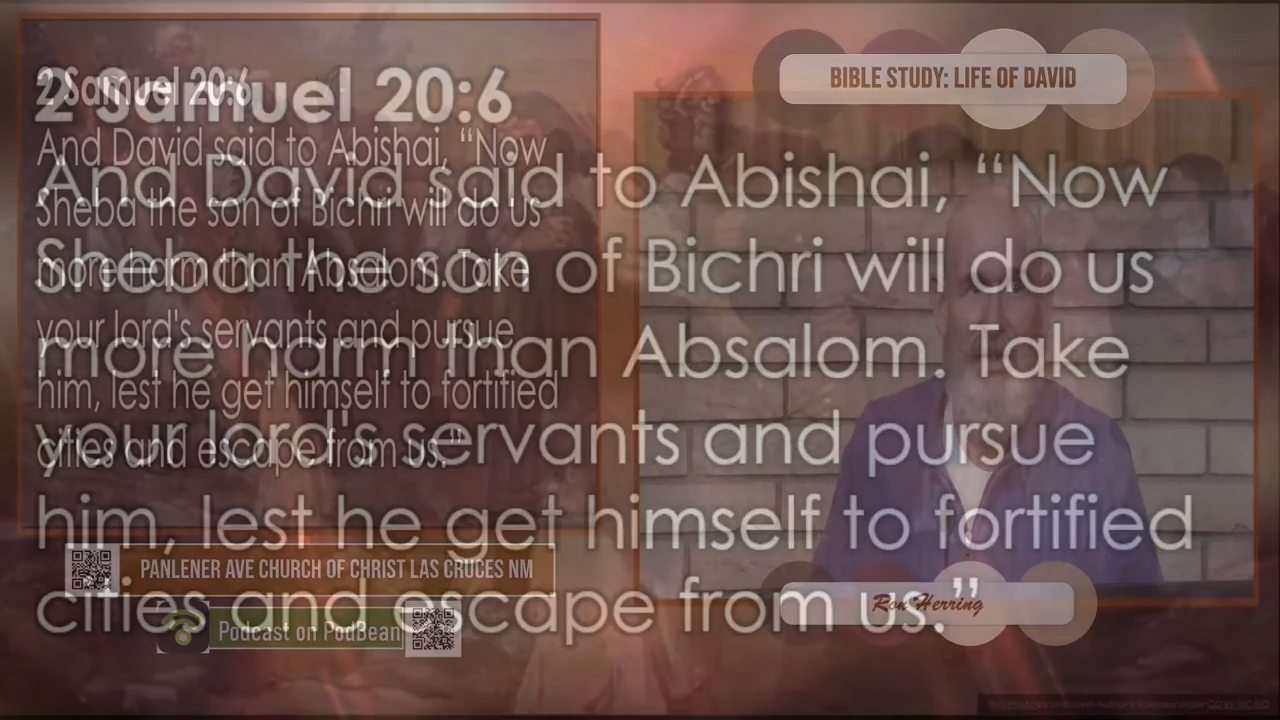 2 Samuel 20:6
And David said to Abishai, “Now
Sheba the son of Bichri will do us
more harm than Absalom. Take
your lord's servants and pursue
him, lest he get himself to fortified
cities and escape from us.”
2 Samuel 20:6
And David said to Abishai, “Now
Sheba the son of Bichri will do us
more harm than Absalom. Take
your lord's servants and pursue
him, lest he get himself to fortified
cities and escape from us.”
BIBLE STUDY: LIFE OF DAVID
PANLENER AVE CHURCH OF CHRIST LAS CRUCES NM
Podcast on PodBean
Ron Herring